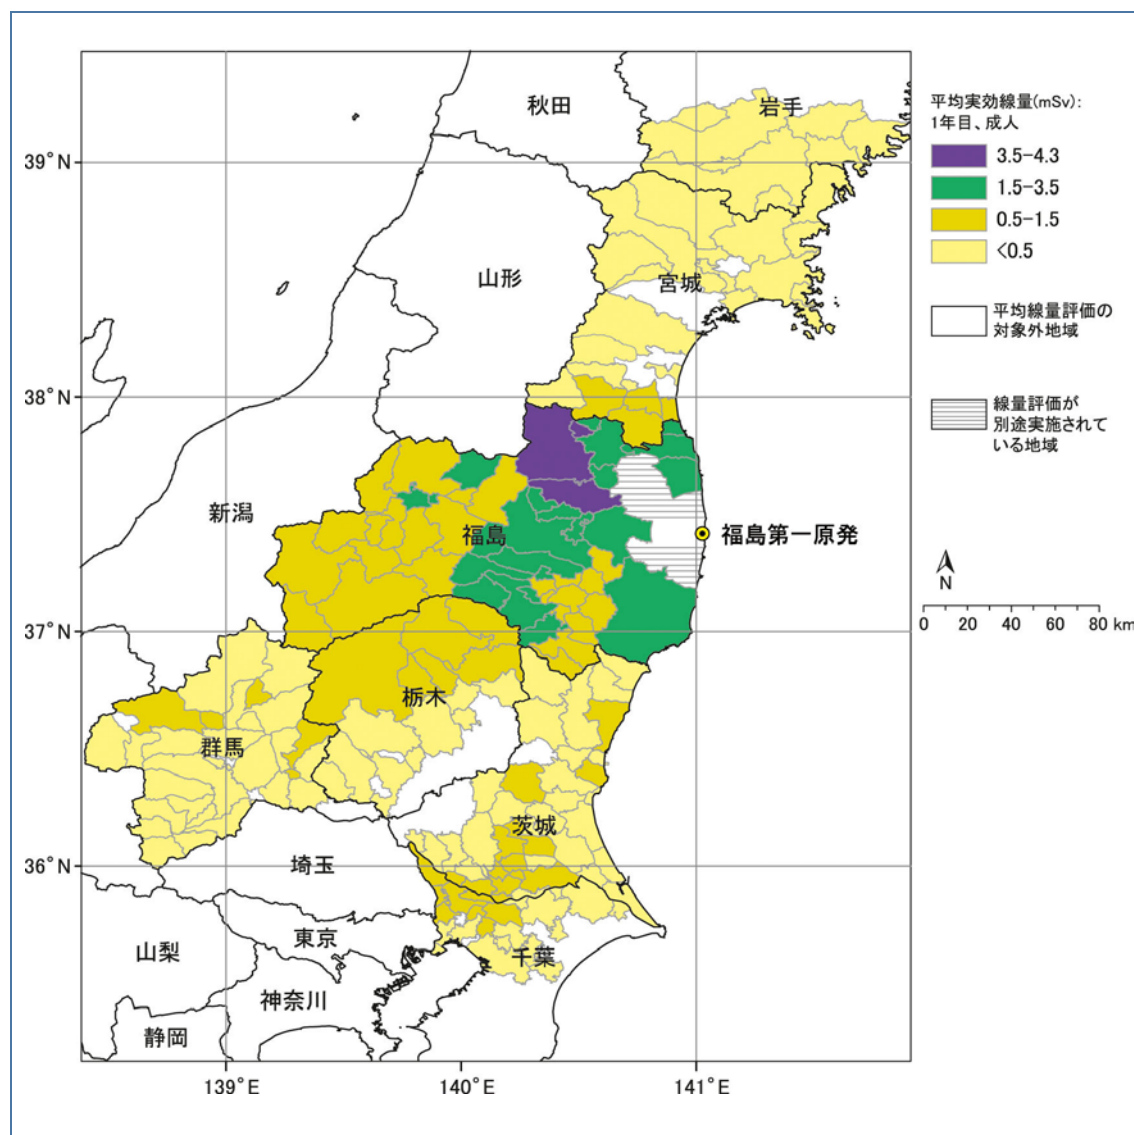 秋田
岩手
39°N
山形
宮城
38°N
新潟
福島
福島第一原発
37°N
栃木
群馬
茨城
36°N
埼玉
山梨
東京
千葉
神奈川
静岡
139°E
140°E
141°E
平均実効線量(mSv):
1年目、成人
3.5-4.3
1.5-3.5
0.5-1.5
<0.5
平均線量評価の
対象外地域
線量評価が
別途実施されて
いる地域
N
0 20 40 60 80 km